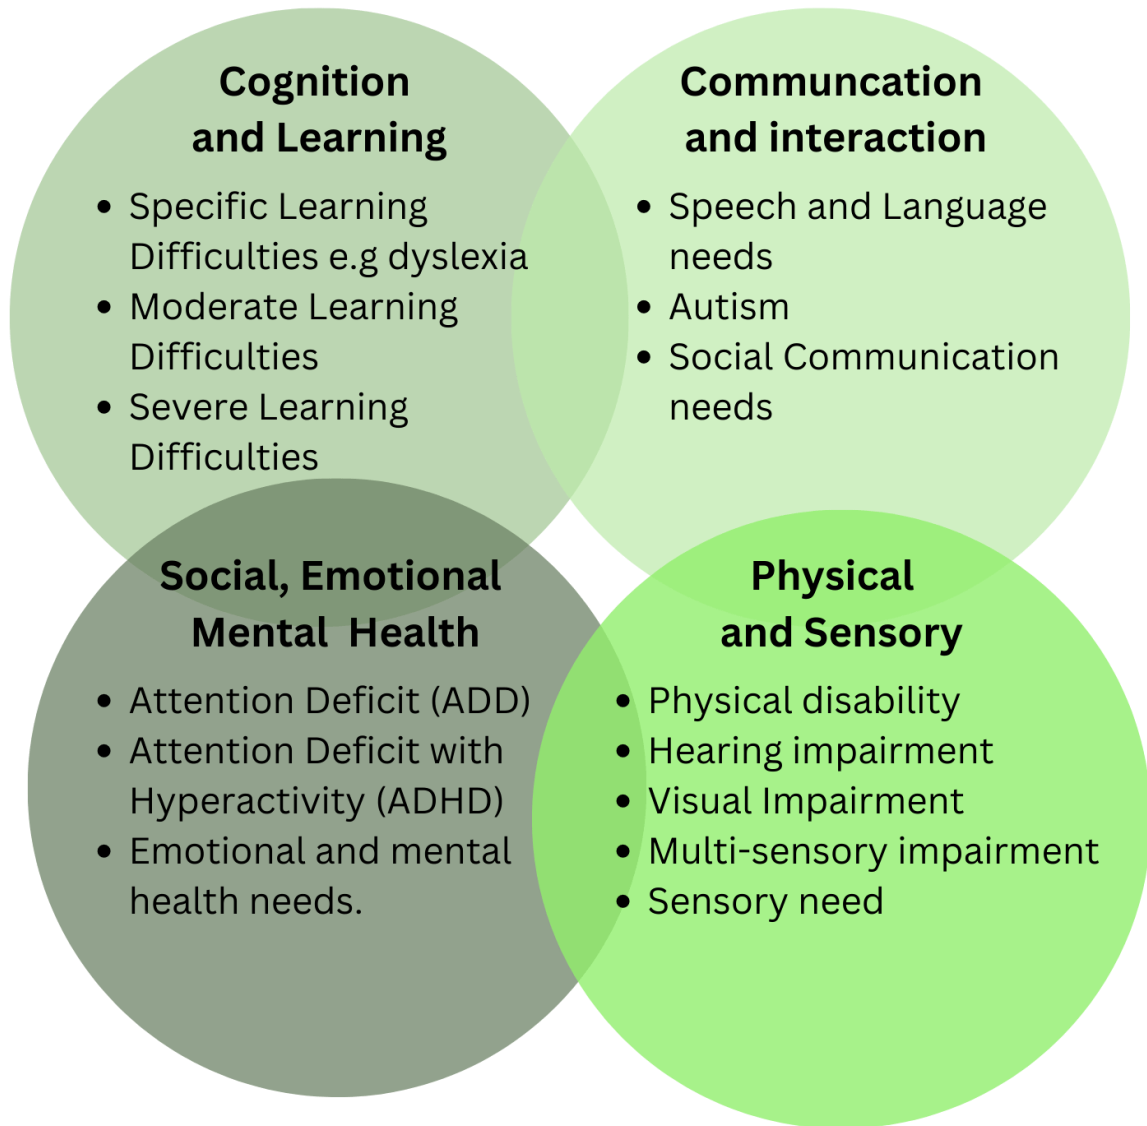 Cognition
and Learning
• Specific Learning
Difficulties e.g dyslexia
• Moderate Learning
Difficulties
• Severe Learning
Difficulties
Communcation
and interaction
• Speech and Language
needs
• Autism
• Social Communication
needs
Social, Emotional
Mental Health
• Attention Deficit (ADD)
• Attention Deficit with
Hyperactivity (ADHD)
• Emotional and mental
health needs.
Physical
and Sensory
• Physical disability
• Hearing impairment
• Visual Impairment
• Multi-sensory impairment
• Sensory need